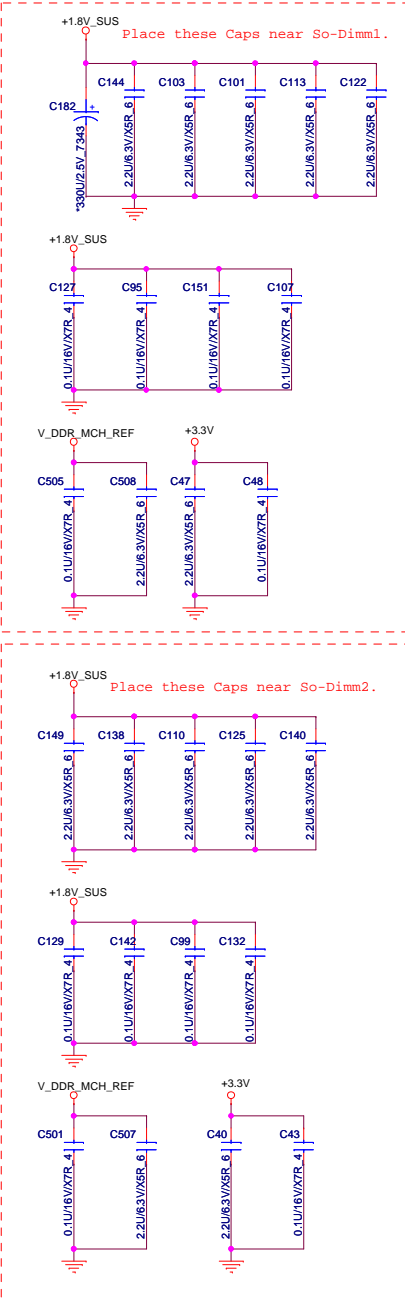 +1.8V_SUS
Place these Caps near So-Dimm1.
C182
+
*330U/2.5V_7343
C144
2.2U/6.3V/X5R_6
C103
2.2U/6.3V/X5R_6
C101
2.2U/6.3V/X5R_6
C113
2.2U/6.3V/X5R_6
C122
2.2U/6.3V/X5R_6
+1.8V_SUS
C127
0.1U/16V/X7R_4
C95
0.1U/16V/X7R_4
C151
0.1U/16V/X7R_4
C107
0.1U/16V/X7R_4
V_DDR_MCH_REF
C505
0.1U/16V/X7R_4
C508
2.2U/6.3V/X5R_6
+3.3V
C47
2.2U/6.3V/X5R_6
C48
0.1U/16V/X7R_4
+1.8V_SUS
Place these Caps near So-Dimm2.
C149
2.2U/6.3V/X5R_6
C138
2.2U/6.3V/X5R_6
C110
2.2U/6.3V/X5R_6
C125
2.2U/6.3V/X5R_6
C140
2.2U/6.3V/X5R_6
+1.8V_SUS
C129
0.1U/16V/X7R_4
C142
0.1U/16V/X7R_4
C99
0.1U/16V/X7R_4
C132
0.1U/16V/X7R_4
V_DDR_MCH_REF
C501
0.1U/16V/X7R_4
C507
2.2U/6.3V/X5R_6
+3.3V
C40
2.2U/6.3V/X5R_6
C43
0.1U/16V/X7R_4